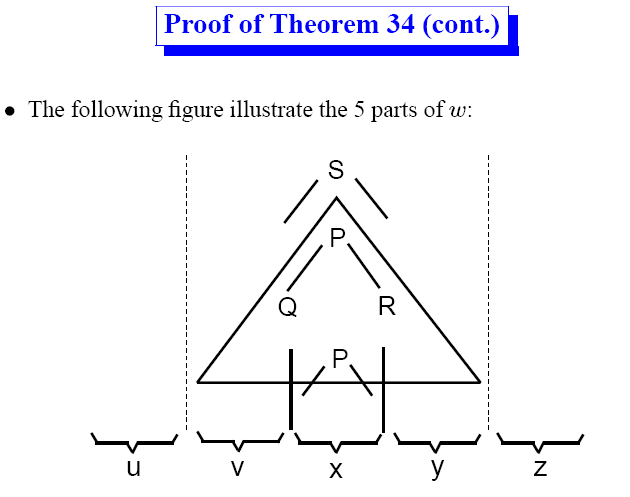 Proof of Theorem 34 (cont.)
• The following figure illustrate the 5 parts of w:
S
P
Q R
P
u v x y z